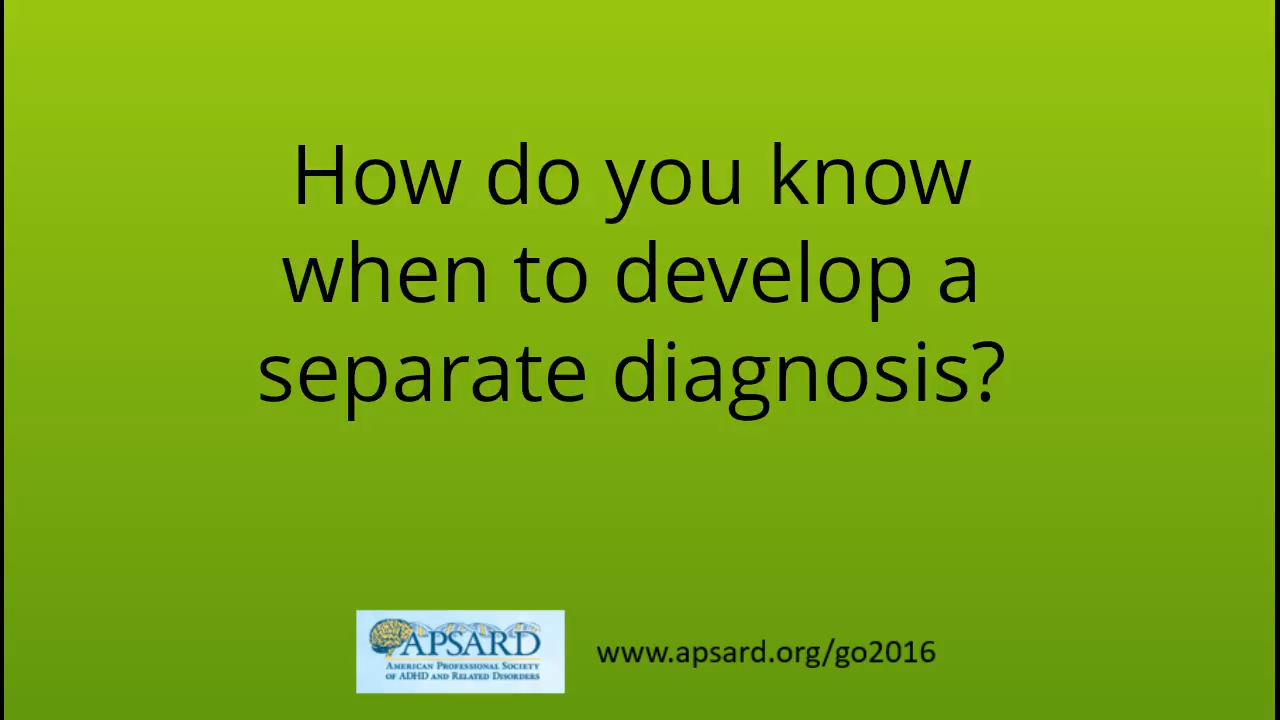 How do you know
when to develop a
separate diagnosis?
APSARD
AMERICAN PROFESSIONAL SOCIETY
OF ADHD AND RELATED DISORDERS
www.apsard.org/go2016